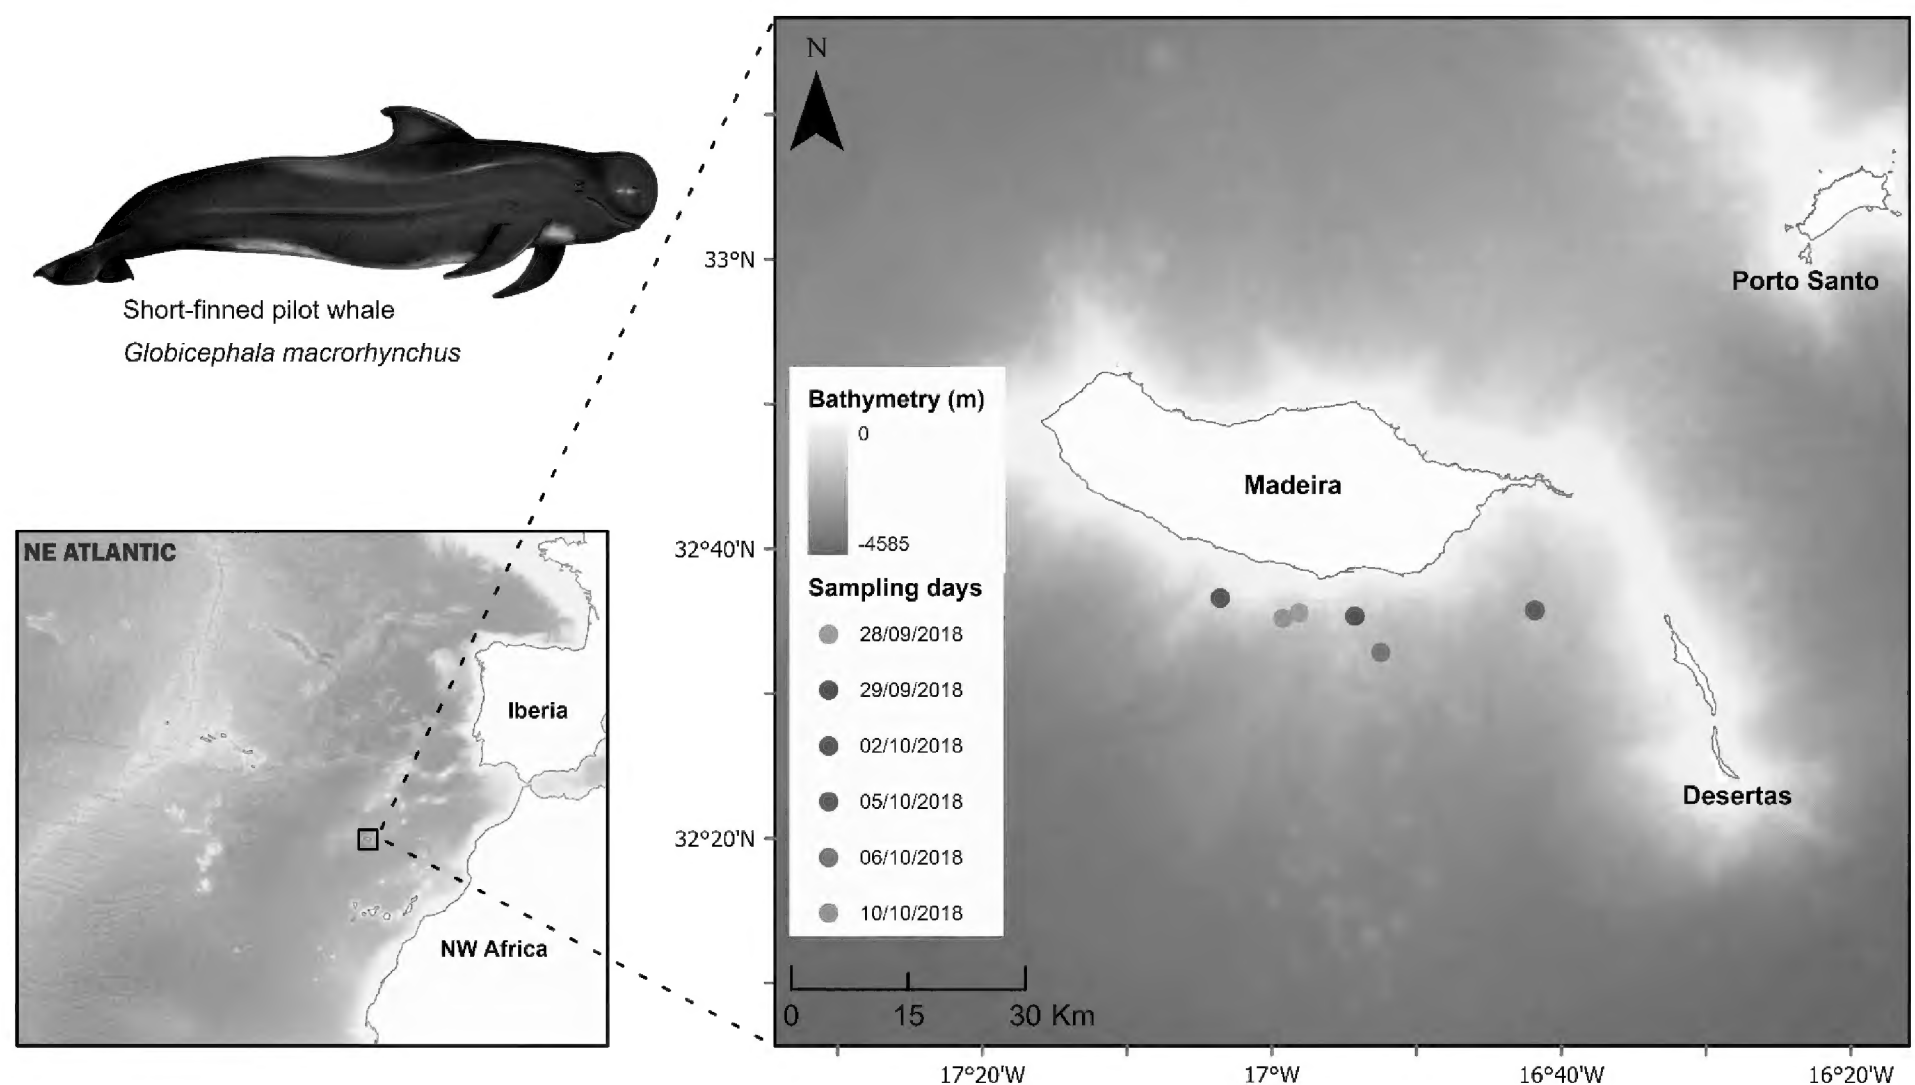 N
Short-finned pilot whale
Globicephala macrorhynchus
33°N
Porto Santo
Bathymetry (m)
0
-4585
Madeira
NE ATLANTIC
32°40'N
Sampling days
28/09/2018
29/09/2018
02/10/2018
05/10/2018
06/10/2018
10/10/2018
Iberia
Desertas
32°20'N
NW Africa
0 15 30 Km
17°20'W 17°W 16°40'W 16°20'W